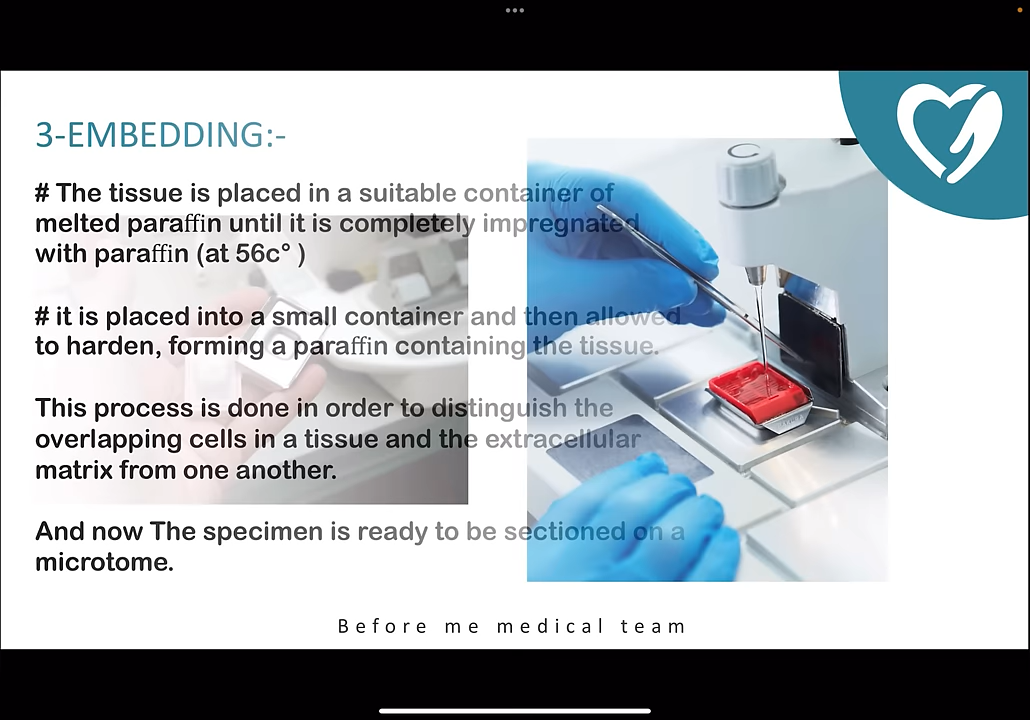 3-EMBEDDING:-
# The tissue is placed in a suitable container of
melted paraffin until it is completely impregnated
with paraffin (at 56c° )
# it is placed into a small container and then allowed
to harden, forming a paraffin containing the tissue.
This process is done in order to distinguish the
overlapping cells in a tissue and the extracellular
matrix from one another.
And now The specimen is ready to be sectioned on a
microtome.
Before me medical team